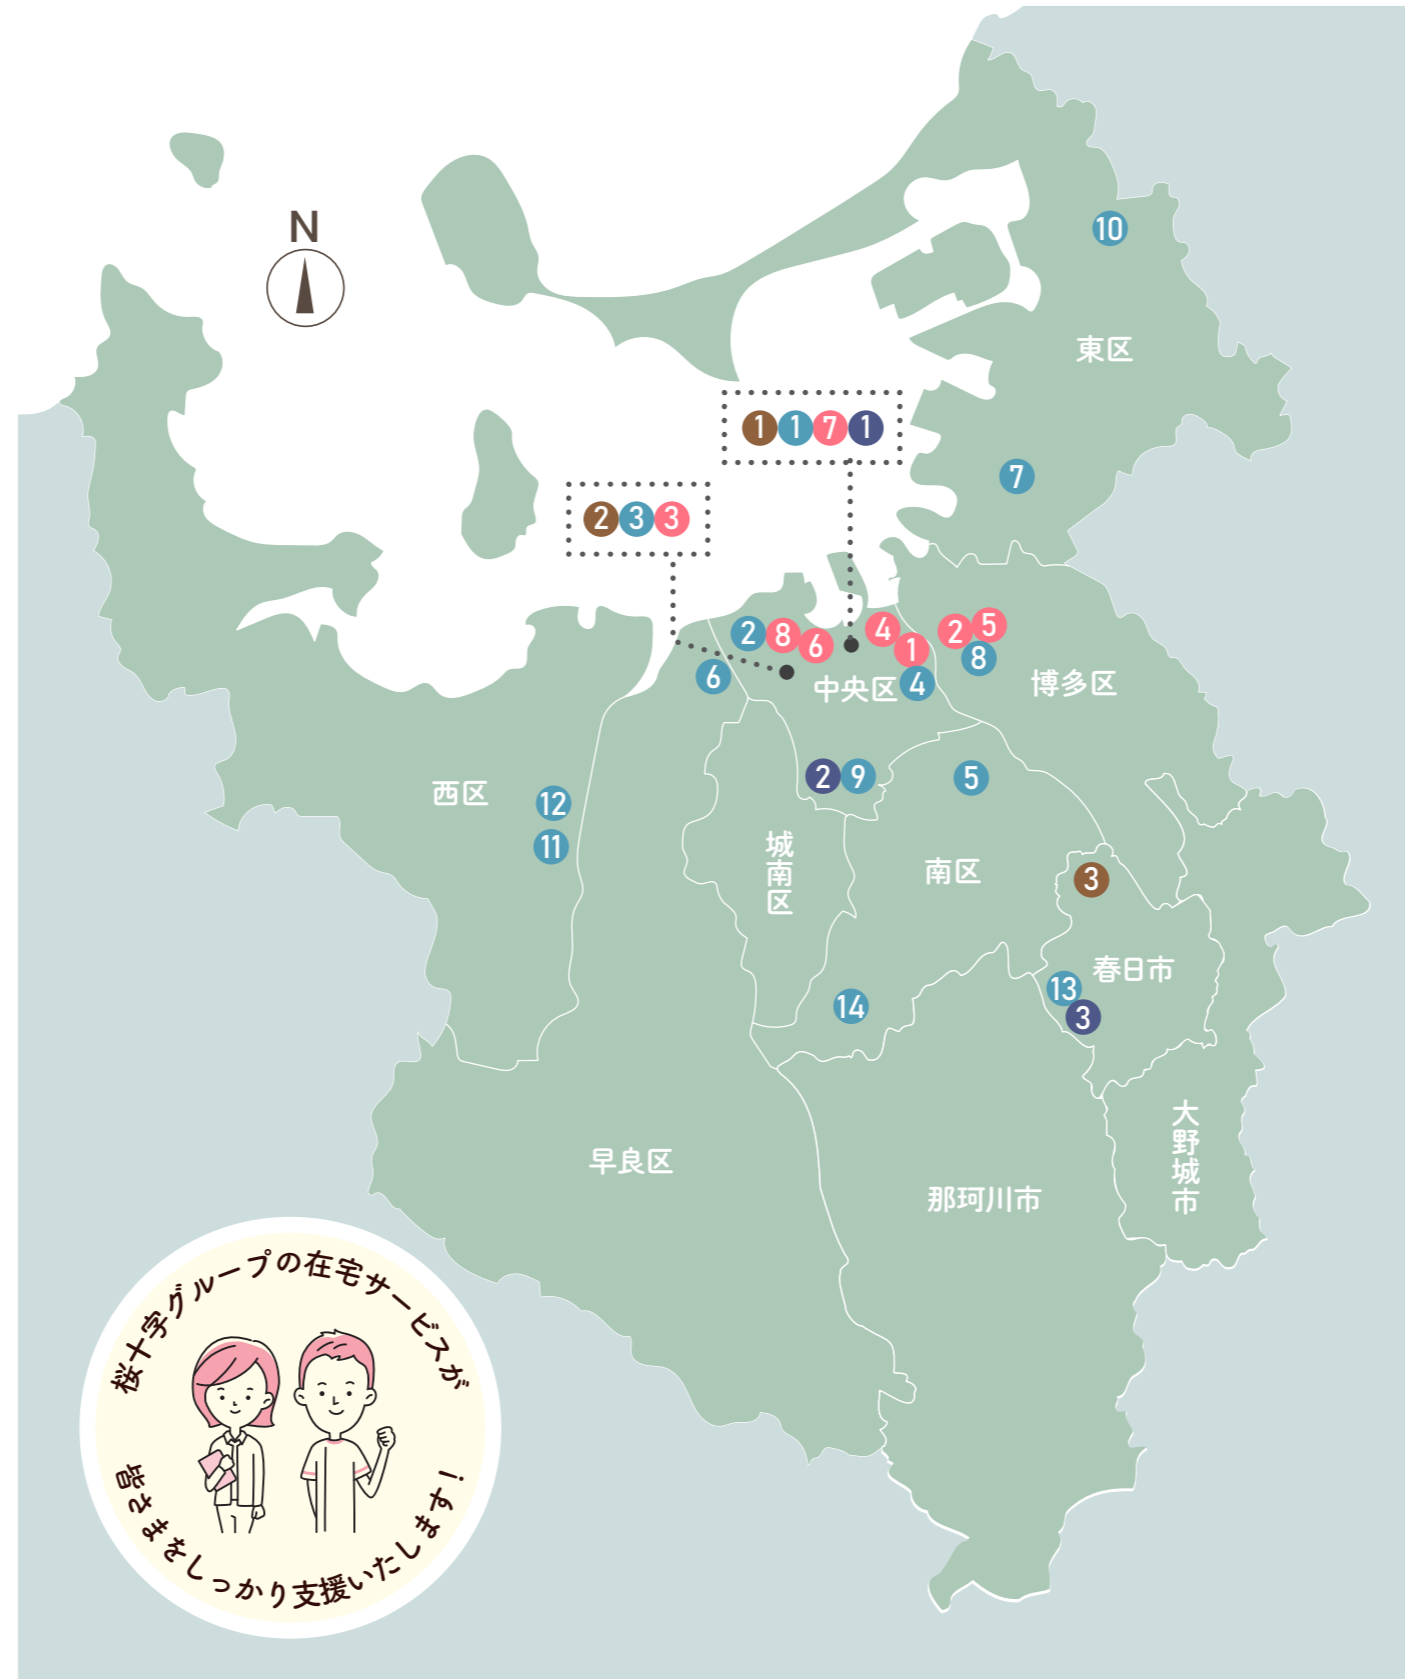 N
10
東区
1 1 7 1
7
2 3 3
2 8 6
4
1
4
2 5
8
6
中央区
博多区
2 9
5
西区
12
11
城南区
南区
3
春日市
13
3
14
大野城市
早良区
那珂川市
桜十字グループの在宅サービスが
皆さまをしっかり支援いたします!